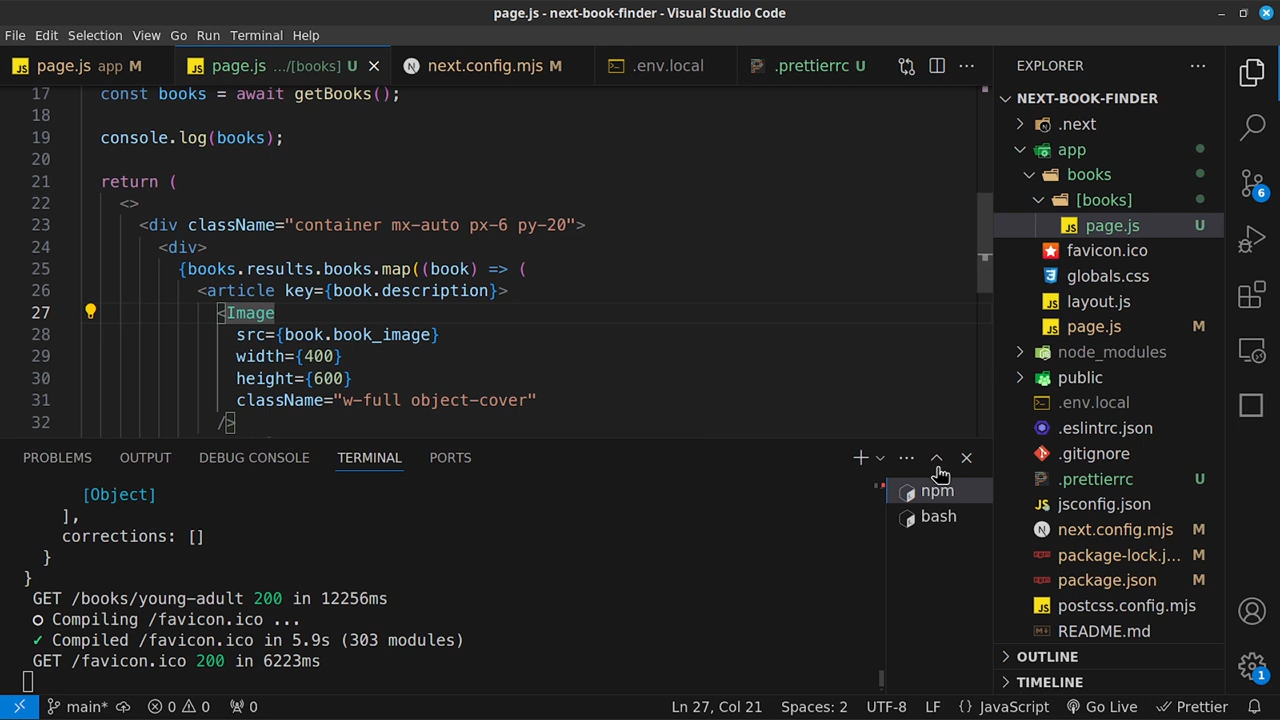 page.js - next-book-finder - Visual Studio Code
File Edit Selection View Go Run Terminal Help
page.js app M
page.js .../[books] U
next.config.mjs M
.env.local
.prettierrc U
17 const books = await getBooks();
18
19 console.log(books);
20
21 return (
22 <>
23 <div className="container mx-auto px-6 py-20">
24 <div>
25 {books.results.books.map((book) => (
26 <article key={book.description}>
27 <Image
28 src={book.book_image}
29 width={400}
30 height={600}
31 className="w-full object-cover"
32 />
PROBLEMS OUTPUT DEBUG CONSOLE TERMINAL PORTS
npm
bash
[Object]
],
corrections: []
}
}
GET /books/young-adult 200 in 12256ms
○ Compiling /favicon.ico ...
✓ Compiled /favicon.ico in 5.9s (303 modules)
GET /favicon.ico 200 in 6223ms
EXPLORER
NEXT-BOOK-FINDER
.next
app
books
[books]
page.js U
favicon.ico
globals.css
layout.js
page.js M
node_modules
public
.env.local
.eslintrc.json
.gitignore
.prettierrc U
jsconfig.json
next.config.mjs M
package-lock.j... M
package.json M
postcss.config.mjs
README.md
OUTLINE
TIMELINE
6
1
main* 0 0 0 Ln 27, Col 21 Spaces: 2 UTF-8 LF {} JavaScript Go Live Prettier